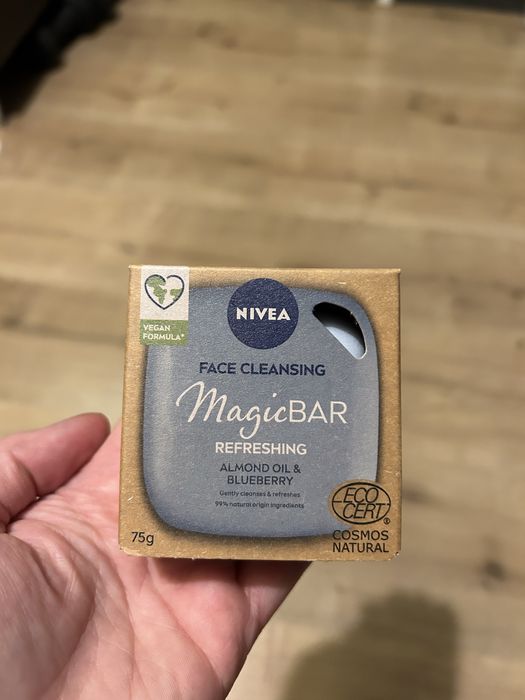 VEGAN
FORMULA*
NIVEA
FACE CLEANSING
MagicBAR
REFRESHING
ALMOND OIL &
BLUEBERRY
Gently cleanses & refreshes
99% natural origin ingredients
75g
ECO
CERT®
COSMOS
NATURAL